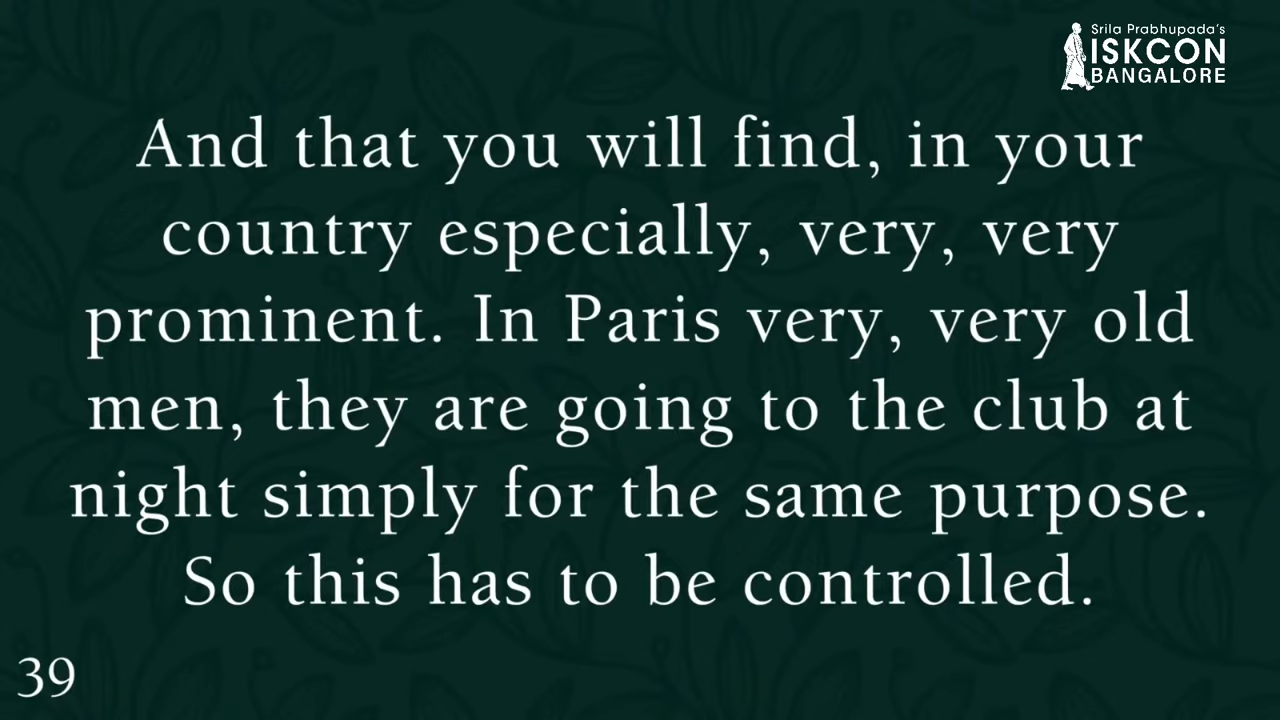 Srila Prabhupada's
ISKCON
BANGALORE
And that you will find, in your
country especially, very, very
prominent. In Paris very, very old
men, they are going to the club at
night simply for the same purpose.
So this has to be controlled.
39